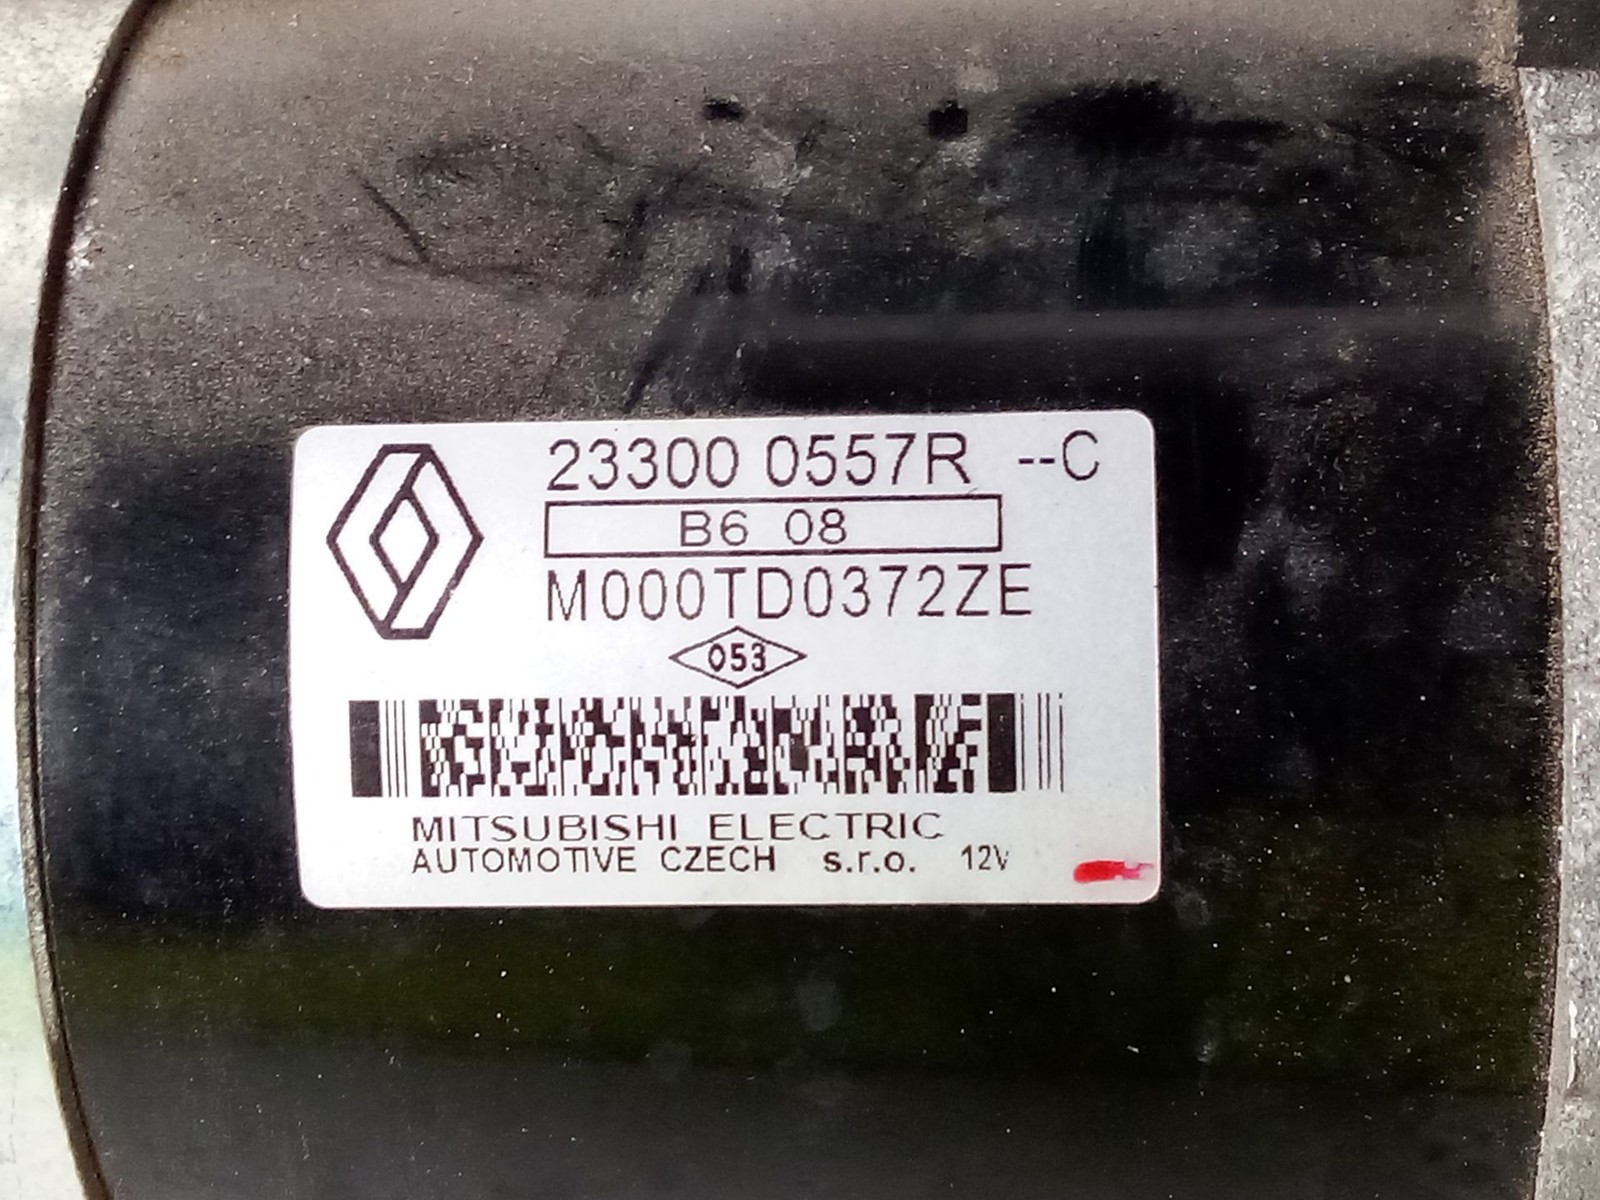 23300 0557R --C
B6 08
M000TD0372ZE
053
MITSUBISHI ELECTRIC
AUTOMOTIVE CZECH s.r.o. 12V